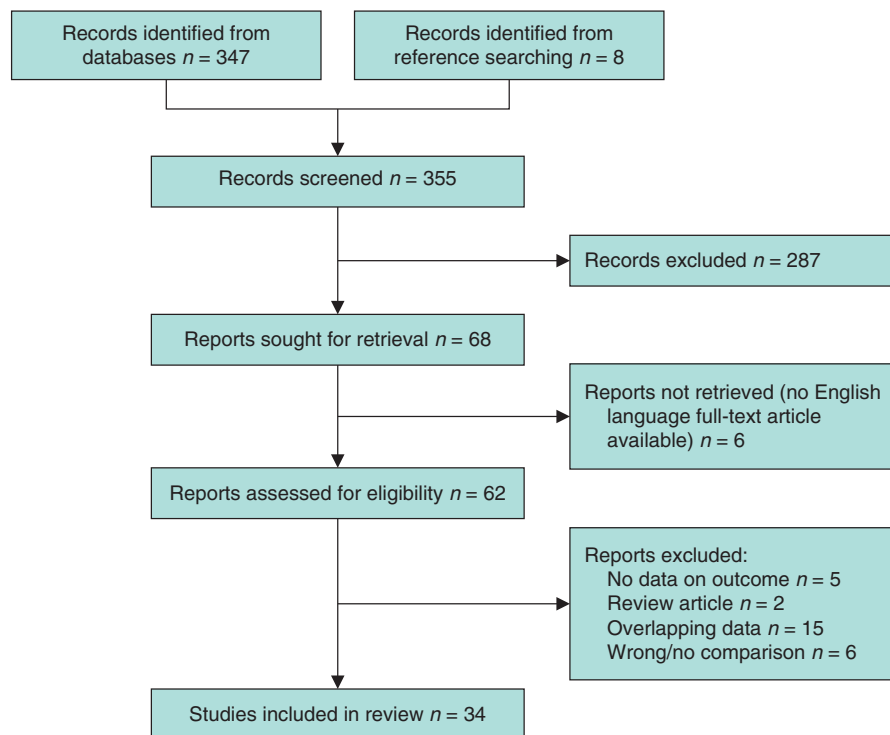 Records identified from
databases n = 347
Records identified from
reference searching n = 8
Records screened n = 355
Records excluded n = 287
Reports sought for retrieval n = 68
Reports not retrieved (no English
language full-text article
available) n = 6
Reports assessed for eligibility n = 62
Reports excluded:
No data on outcome n = 5
Review article n = 2
Overlapping data n = 15
Wrong/no comparison n = 6
Studies included in review n = 34